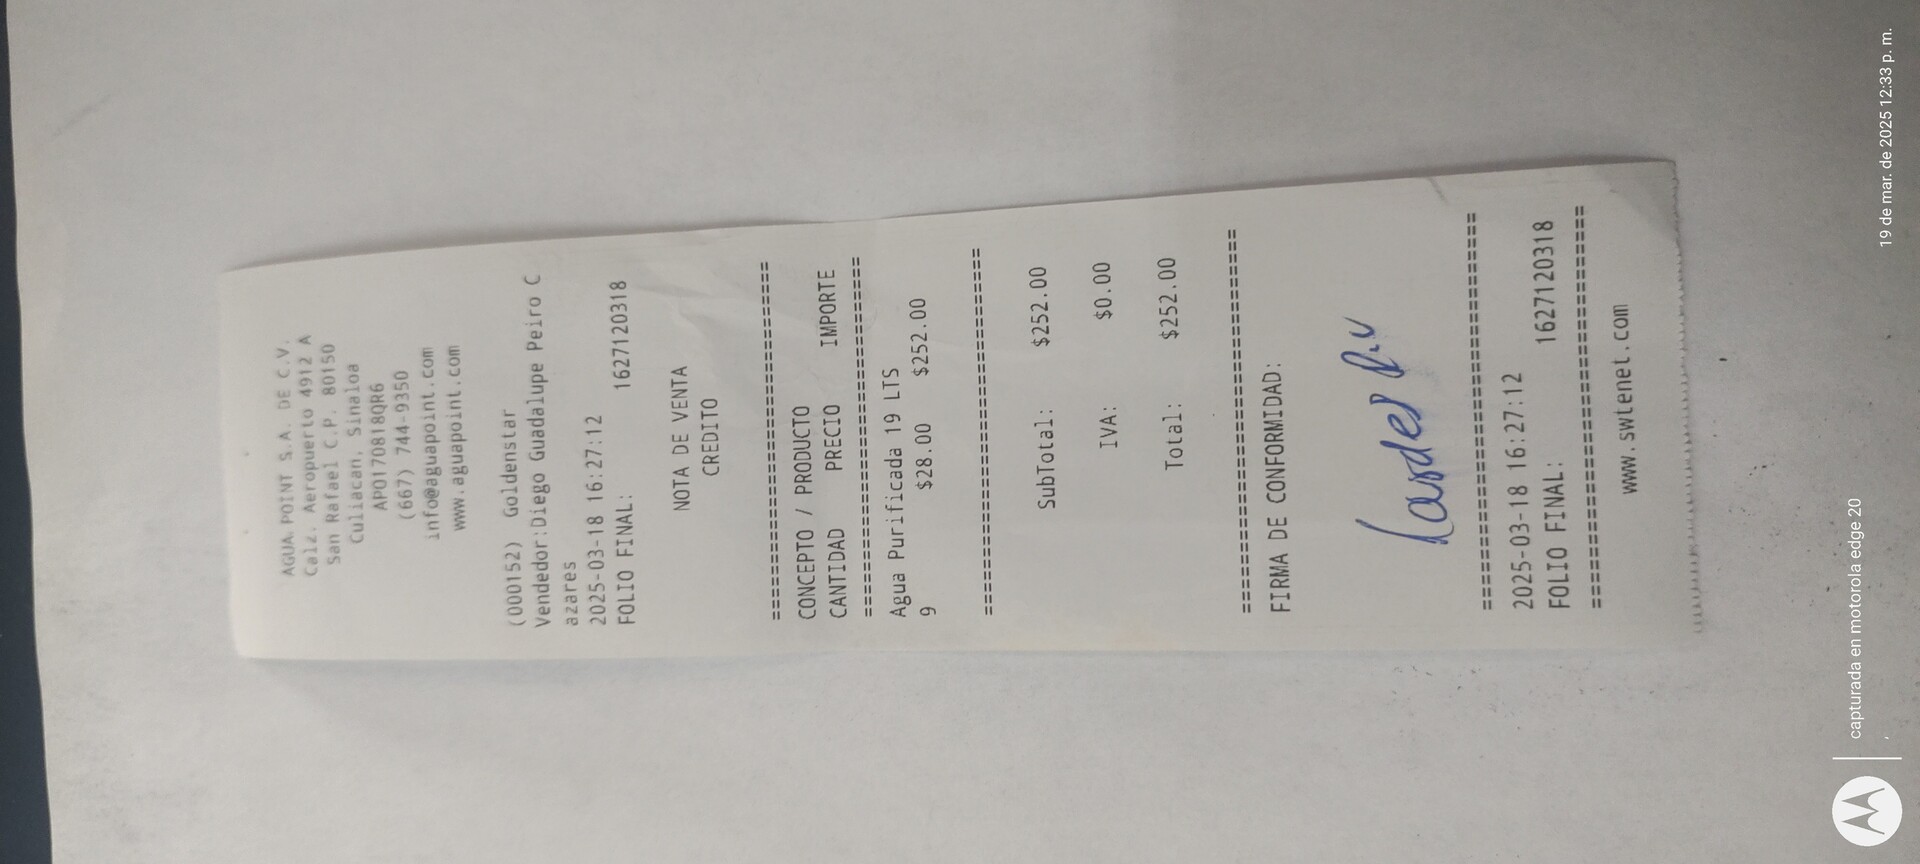 AGUA POINT S.A. DE C.V.
Calz. Aeropuerto 4912 A
San Rafael C.P. 80150
Culiacan, Sinaloa
APO170818QR6
(667) 744-9350
info@aguapoint.com
www.aguapoint.com
(000152) Goldenstar
Vendedor:Diego Guadalupe Peiro C
azares
2025-03-18 16:27:12
FOLIO FINAL: 1627120318
NOTA DE VENTA
CREDITO
================================
CONCEPTO / PRODUCTO
CANTIDAD PRECIO IMPORTE
================================
Agua Purificada 19 LTS
9 $28.00 $252.00
================================
SubTotal: $252.00
IVA: $0.00
Total: $252.00
================================
FIRMA DE CONFORMIDAD:
================================
2025-03-18 16:27:12
FOLIO FINAL: 1627120318
================================
www.swtenet.com
capturada en motorola edge 20
19 de mar. de 2025 12:33 p. m.